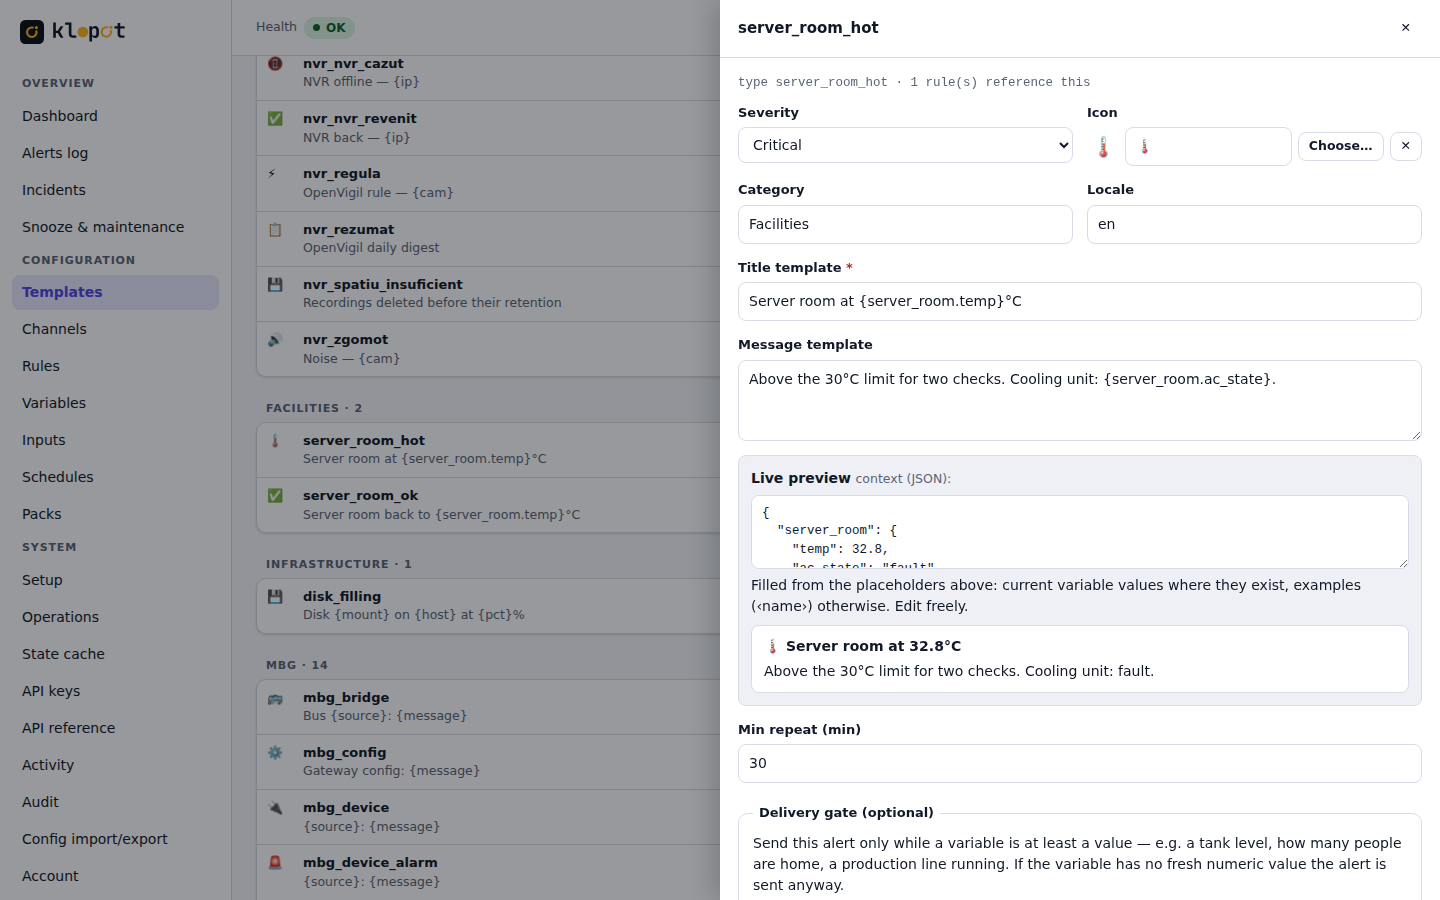 klopot
OVERVIEW
Dashboard
Alerts log
Incidents
Snooze & maintenance
CONFIGURATION
Templates
Channels
Rules
Variables
Inputs
Schedules
Packs
SYSTEM
Setup
Operations
State cache
API keys
API reference
Activity
Audit
Config import/export
Account
Health OK
nvr_nvr_cazut
NVR offline — {ip}
nvr_nvr_revenit
NVR back — {ip}
nvr_regula
OpenVigil rule — {cam}
nvr_rezumat
OpenVigil daily digest
nvr_spatiu_insuficient
Recordings deleted before their retention
nvr_zgomot
Noise — {cam}
FACILITIES · 2
server_room_hot
Server room at {server_room.temp}°C
server_room_ok
Server room back to {server_room.temp}°C
INFRASTRUCTURE · 1
disk_filling
Disk {mount} on {host} at {pct}%
MBG · 14
mbg_bridge
Bus {source}: {message}
mbg_config
Gateway config: {message}
mbg_device
{source}: {message}
mbg_device_alarm
{source}: {message}
server_room_hot ✕
type server_room_hot · 1 rule(s) reference this
Severity
Critical
Icon
Choose... ✕
Category
Facilities
Locale
en
Title template *
Server room at {server_room.temp}°C
Message template
Above the 30°C limit for two checks. Cooling unit: {server_room.ac_state}.
Live preview context (JSON):
{
"server_room": {
"temp": 32.8,
"ac_state": "fault"
Filled from the placeholders above: current variable values where they exist, examples
(‹name›) otherwise. Edit freely.
Server room at 32.8°C
Above the 30°C limit for two checks. Cooling unit: fault.
Min repeat (min)
30
Delivery gate (optional)
Send this alert only while a variable is at least a value — e.g. a tank level, how many people
are home, a production line running. If the variable has no fresh numeric value the alert is
sent anyway.